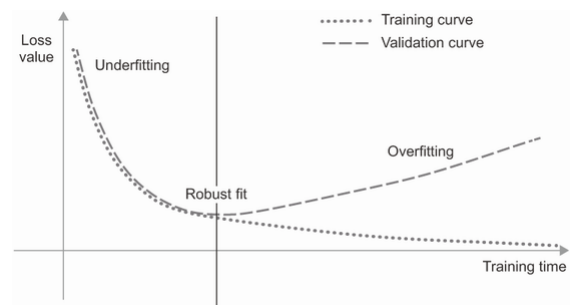 Training curve
Validation curve
Loss
value
Underfitting
Overfitting
Robust fit
Training time